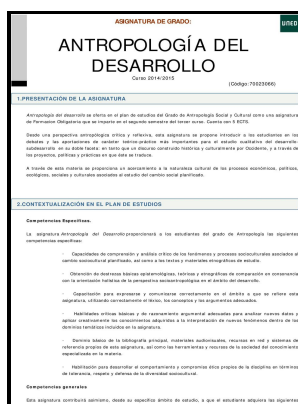 ASIGNATURA DE GRADO:
UNED
ANTROPOLOGÍA DEL
DESARROLLO
Curso 2014/2015
(Código:70023066)
1.PRESENTACIÓN DE LA ASIGNATURA
Antropología del desarrollo se oferta en el plan de estudios del Grado de Antropología Social y Cultural como una asignatura
de Formacion Obligatoria que se imparte en el segundo semestre del tercer curso. Cuenta con 5 ECTS.
Desde una perspectiva antropológica crítica y reflexiva, esta asignatura se propone introducir a los estudiantes en los
debates y las aportaciones de carácter teórico-práctico más importantes para el estudio cualitativo del desarrollo-
subdesarrollo en su doble faceta: en tanto que un discurso construido histórica y culturalmente por Occidente, y a través de
los proyectos, políticas y prácticas en que éste se traduce.
A través de esta materia se proporciona un acercamiento a la naturaleza cultural de los procesos económicos, políticos,
ecológicos, sociales y culturales asociados al estudio del cambio social planificado.
2.CONTEXTUALIZACIÓN EN EL PLAN DE ESTUDIOS
Competencias Específicas.
La asignatura Antropología del Desarrollo proporcionará a los estudiantes del grado de Antropología las siguientes
competencias específicas:
- Capacidades de comprensión y análisis crítico de los fenómenos y procesos socioculturales asociados al
cambio sociocultural planificado, así como a los textos y materiales etnográficos de estudio.
- Obtención de destrezas básicas epistemológicas, teóricas y etnográficas de comparación en consonancia
con la orientación holística de la perspectiva socioantropológica en el ámbito del desarrollo.
- Capacitación para expresarse y comunicarse correctamente en el ámbito a que se refiere esta
asignatura, utilizando correctamente el léxico, los conceptos y los argumentos adecuados.
- Habilidades críticas básicas y de razonamiento argumental adecuadas para analizar nuevos datos y
aplicar creativamente los conocimientos adquiridos a la interpretación de nuevos fenómenos dentro de los
dominios temáticos incluidos en la asignatura.
- Dominio básico de la bibliografía principal, materiales audiovisuales, recursos en red y sistemas de
referencia propios de esta asignatura, así como las herramientas y recursos de la sociedad del conocimiento
especializada en la materia.
- Habilitación para desarrollar el comportamiento y compromiso ético propios de la disciplina en términos
de tolerancia, respeto y defensa de la diversidad sociocultural.
Competencias generales
Esta asignatura contribuirá asimismo, desde su específico ámbito de estudio, a que el estudiante adquiera las siguientes